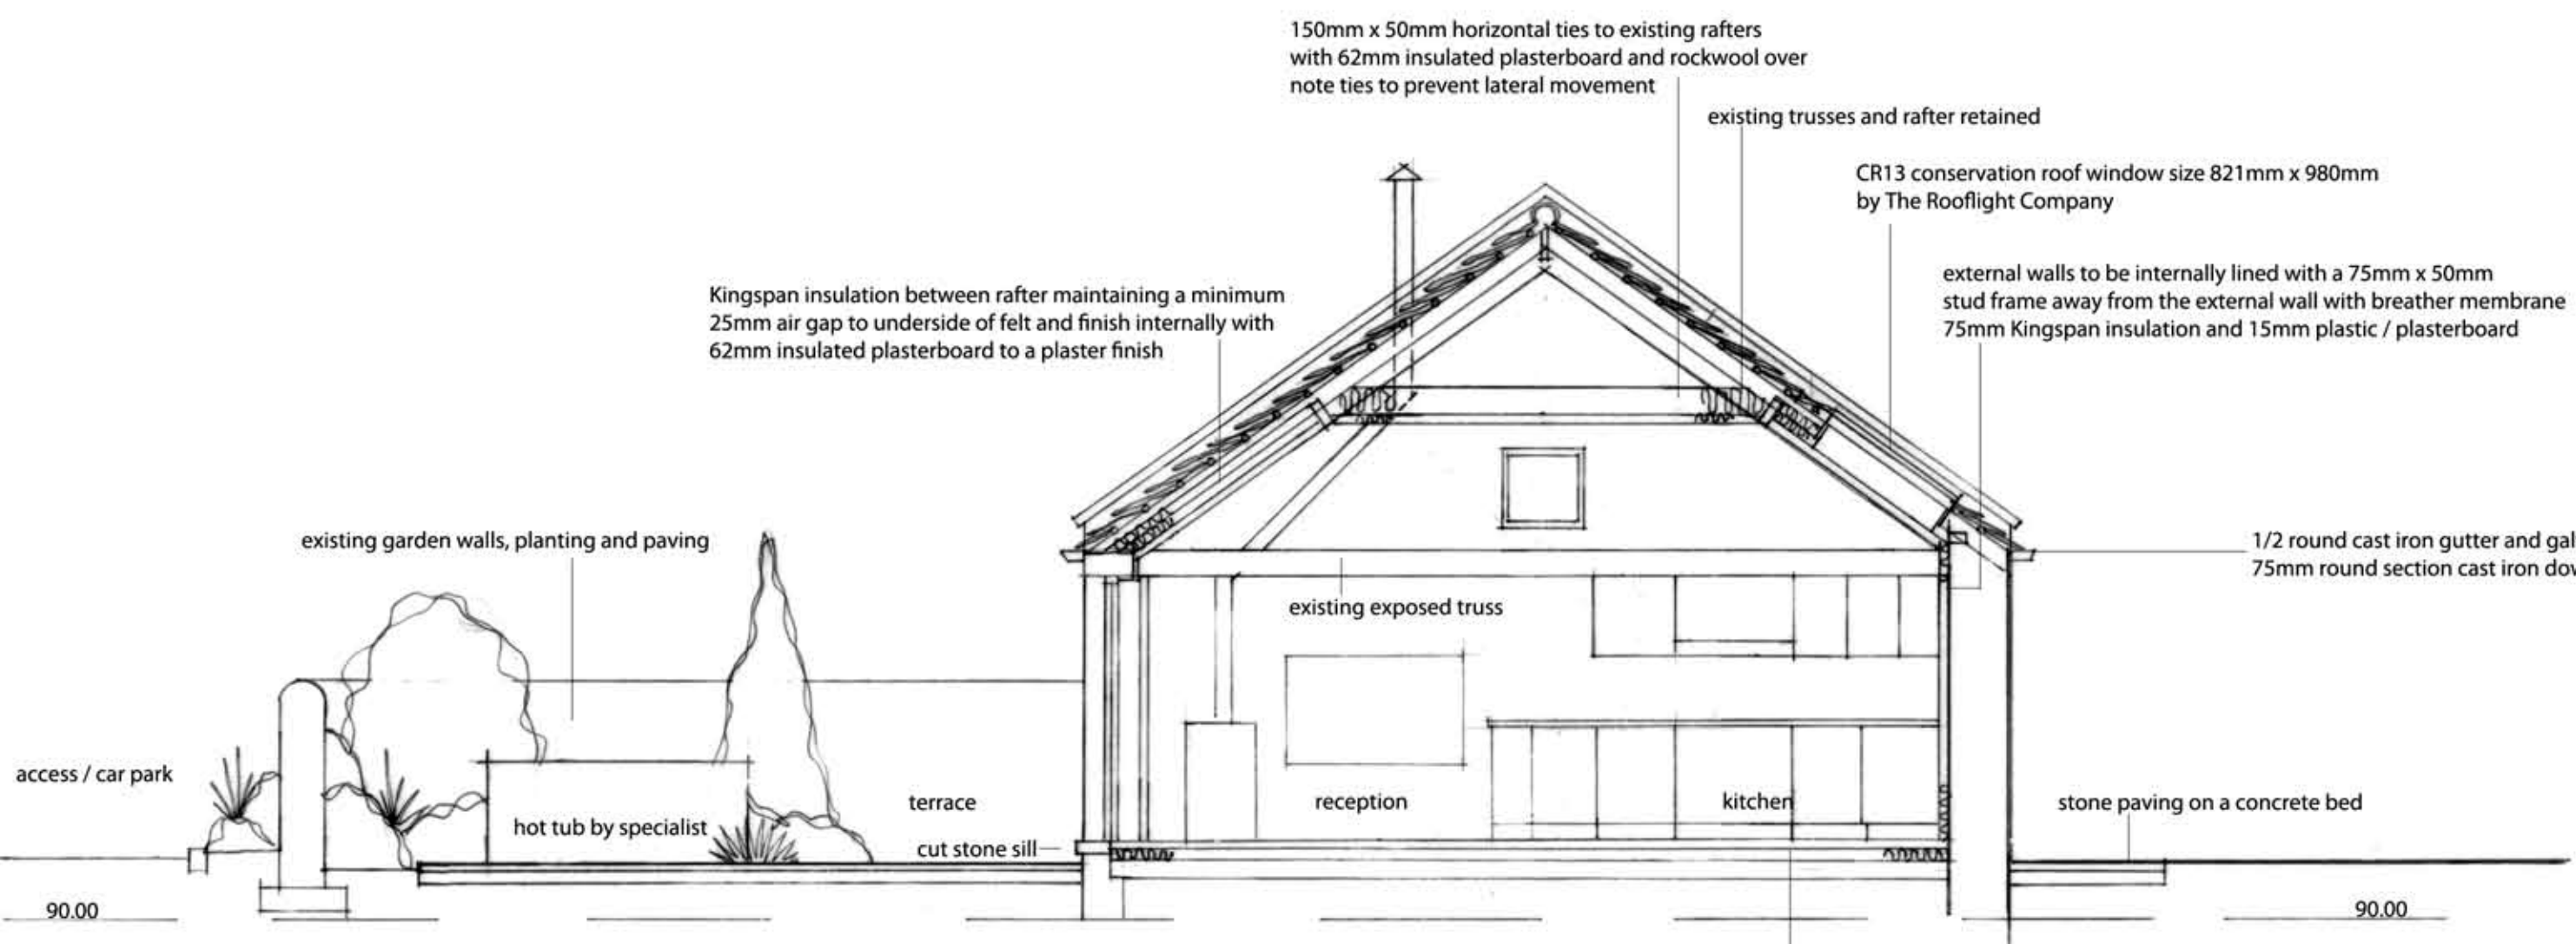 150mm x 50mm horizontal ties to existing rafters
with 62mm insulated plasterboard and rockwool over
note ties to prevent lateral movement
existing trusses and rafter retained
CR13 conservation roof window size 821mm x 980mm
by The Rooflight Company
external walls to be internally lined with a 75mm x 50mm
stud frame away from the external wall with breather membrane
75mm Kingspan insulation and 15mm plastic / plasterboard
Kingspan insulation between rafter maintaining a minimum
25mm air gap to underside of felt and finish internally with
62mm insulated plasterboard to a plaster finish
existing garden walls, planting and paving
1/2 round cast iron gutter and gal
75mm round section cast iron dow
existing exposed truss
access / car park
hot tub by specialist
terrace
cut stone sill
reception
kitchen
stone paving on a concrete bed
90.00
90.00